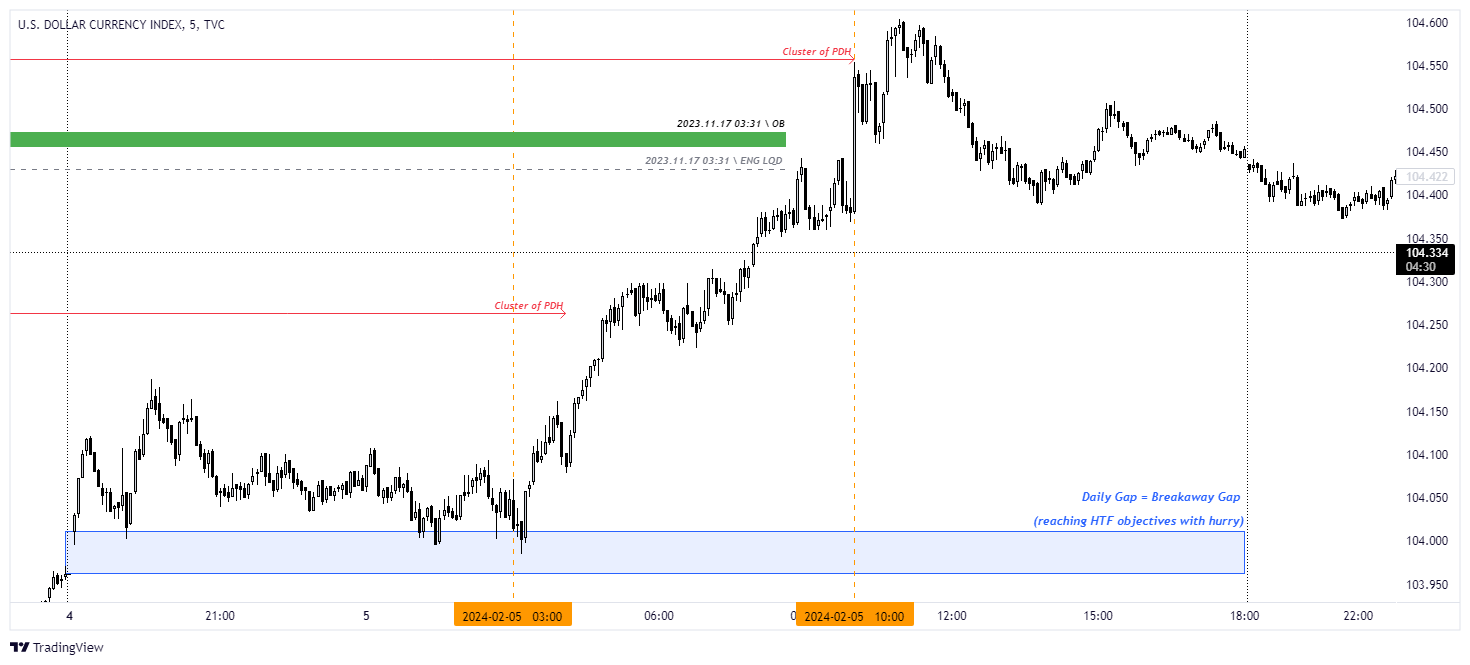 U.S. DOLLAR CURRENCY INDEX, 5, TVC
104.600
Cluster of PDH
104.550
104.500
2023.11.17 03:31 \ OB
104.450
2023.11.17 03:31 \ ENG LQD
104.422
104.400
104.350
104.334
04:30
104.300
Cluster of PDH
104.250
104.200
104.150
104.100
104.050
Daily Gap = Breakaway Gap
(reaching HTF objectives with hurry)
104.000
103.950
4 21:00 5 2024-02-05 03:00 06:00 0 2024-02-05 10:00 12:00 15:00 18:00 22:00
TradingView